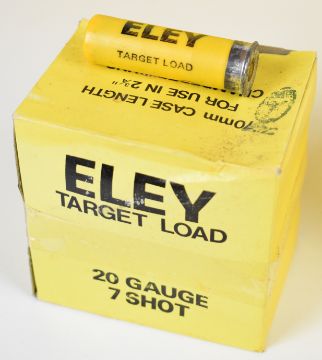 ELEY
TARGET LOAD
70mm CASE LENGTH
FOR USE IN 2¾"
ELEY
TARGET LOAD
20 GAUGE
7 SHOT